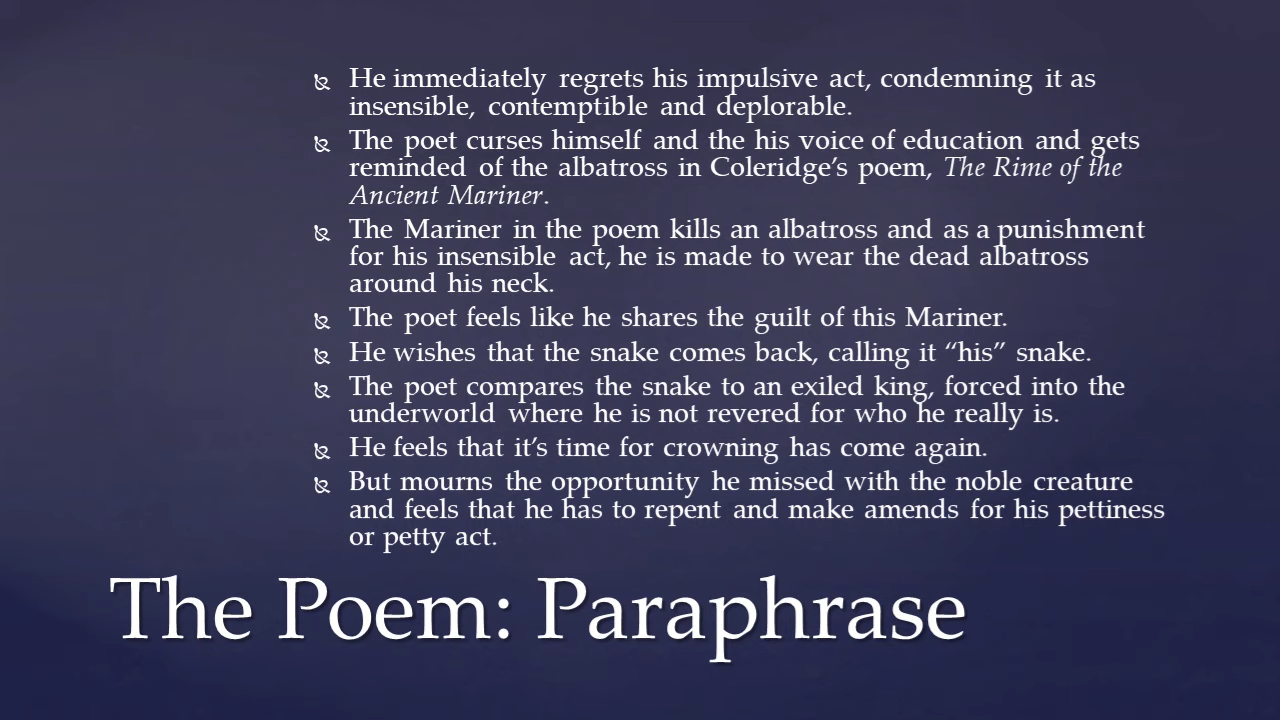 He immediately regrets his impulsive act, condemning it as
insensible, contemptible and deplorable.
The poet curses himself and the his voice of education and gets
reminded of the albatross in Coleridge’s poem, The Rime of the
Ancient Mariner.
The Mariner in the poem kills an albatross and as a punishment
for his insensible act, he is made to wear the dead albatross
around his neck.
The poet feels like he shares the guilt of this Mariner.
He wishes that the snake comes back, calling it “his” snake.
The poet compares the snake to an exiled king, forced into the
underworld where he is not revered for who he really is.
He feels that it’s time for crowning has come again.
But mourns the opportunity he missed with the noble creature
and feels that he has to repent and make amends for his pettiness
or petty act.
The Poem: Paraphrase